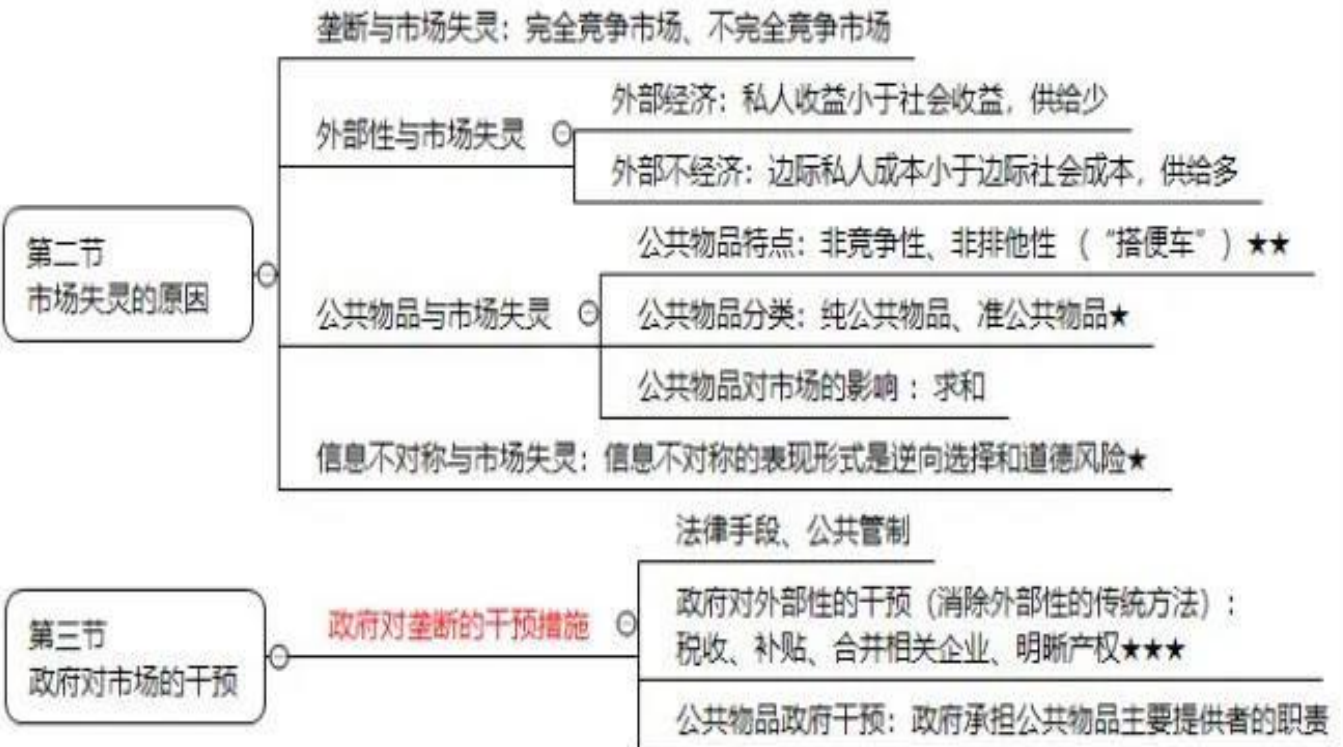 垄断与市场失灵：完全竞争市场、不完全竞争市场
外部性与市场失灵
外部经济：私人收益小于社会收益，供给少
外部不经济：边际私人成本小于边际社会成本，供给多
第二节
市场失灵的原因
公共物品与市场失灵
公共物品特点：非竞争性、非排他性 （“搭便车”）★★
公共物品分类：纯公共物品、准公共物品★
公共物品对市场的影响：求和
信息不对称与市场失灵：信息不对称的表现形式是逆向选择和道德风险★
第三节
政府对市场的干预
政府对垄断的干预措施
法律手段、公共管制
政府对外部性的干预（消除外部性的传统方法）：
税收、补贴、合并相关企业、明晰产权★★★
公共物品政府干预：政府承担公共物品主要提供者的职责